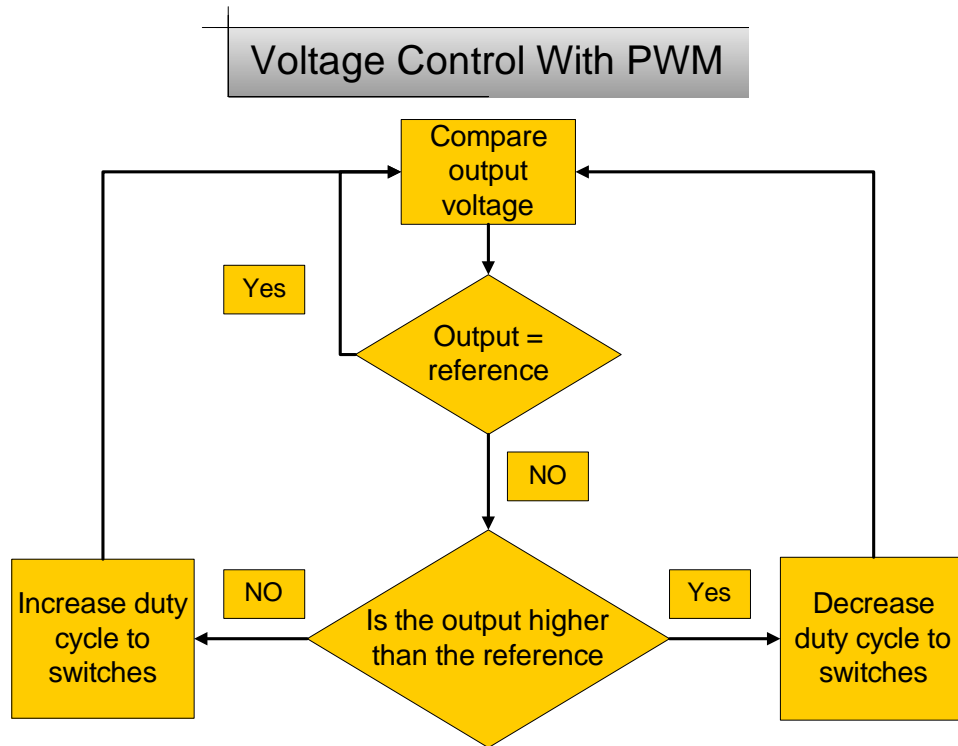 Voltage Control With PWM
Compare
output
voltage
Yes
Output =
reference
NO
Increase duty
cycle to
switches
NO
Is the output higher
than the reference
Yes
Decrease
duty cycle to
switches